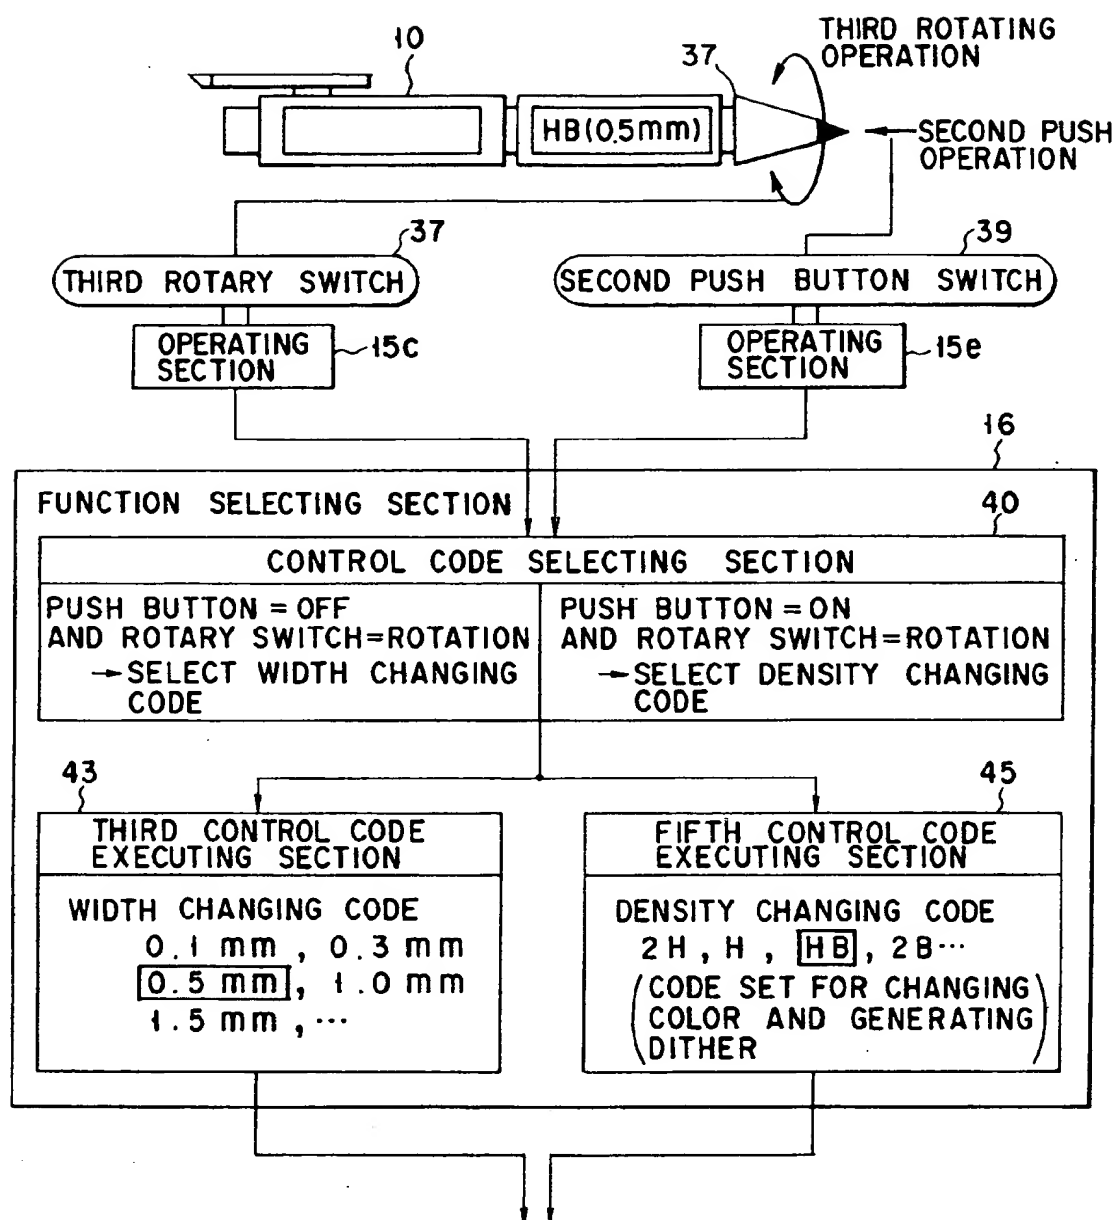 10
37
THIRD ROTATING
OPERATION
HB(0.5mm)
SECOND PUSH
OPERATION
37
THIRD ROTARY SWITCH
39
SECOND PUSH BUTTON SWITCH
OPERATING
SECTION
15c
OPERATING
SECTION
15e
16
FUNCTION SELECTING SECTION
40
CONTROL CODE SELECTING SECTION
PUSH BUTTON = OFF
AND ROTARY SWITCH=ROTATION
→ SELECT WIDTH CHANGING
CODE
PUSH BUTTON = ON
AND ROTARY SWITCH=ROTATION
→ SELECT DENSITY CHANGING
CODE
43
THIRD CONTROL CODE
EXECUTING SECTION
WIDTH CHANGING CODE
0.1 mm , 0.3 mm
0.5 mm , 1.0 mm
1.5 mm , ...
45
FIFTH CONTROL CODE
EXECUTING SECTION
DENSITY CHANGING CODE
2H , H , HB , 2B...
(CODE SET FOR CHANGING
COLOR AND GENERATING
DITHER)